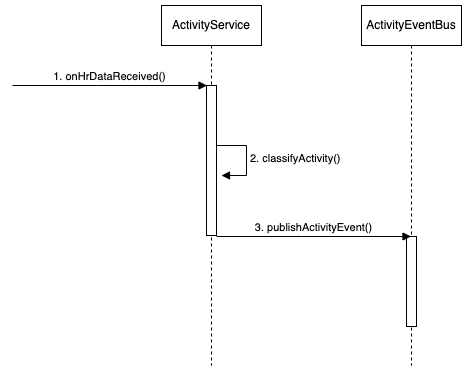 ActivityService
ActivityEventBus
1. onHrDataReceived()
2. classifyActivity()
3. publishActivityEvent()